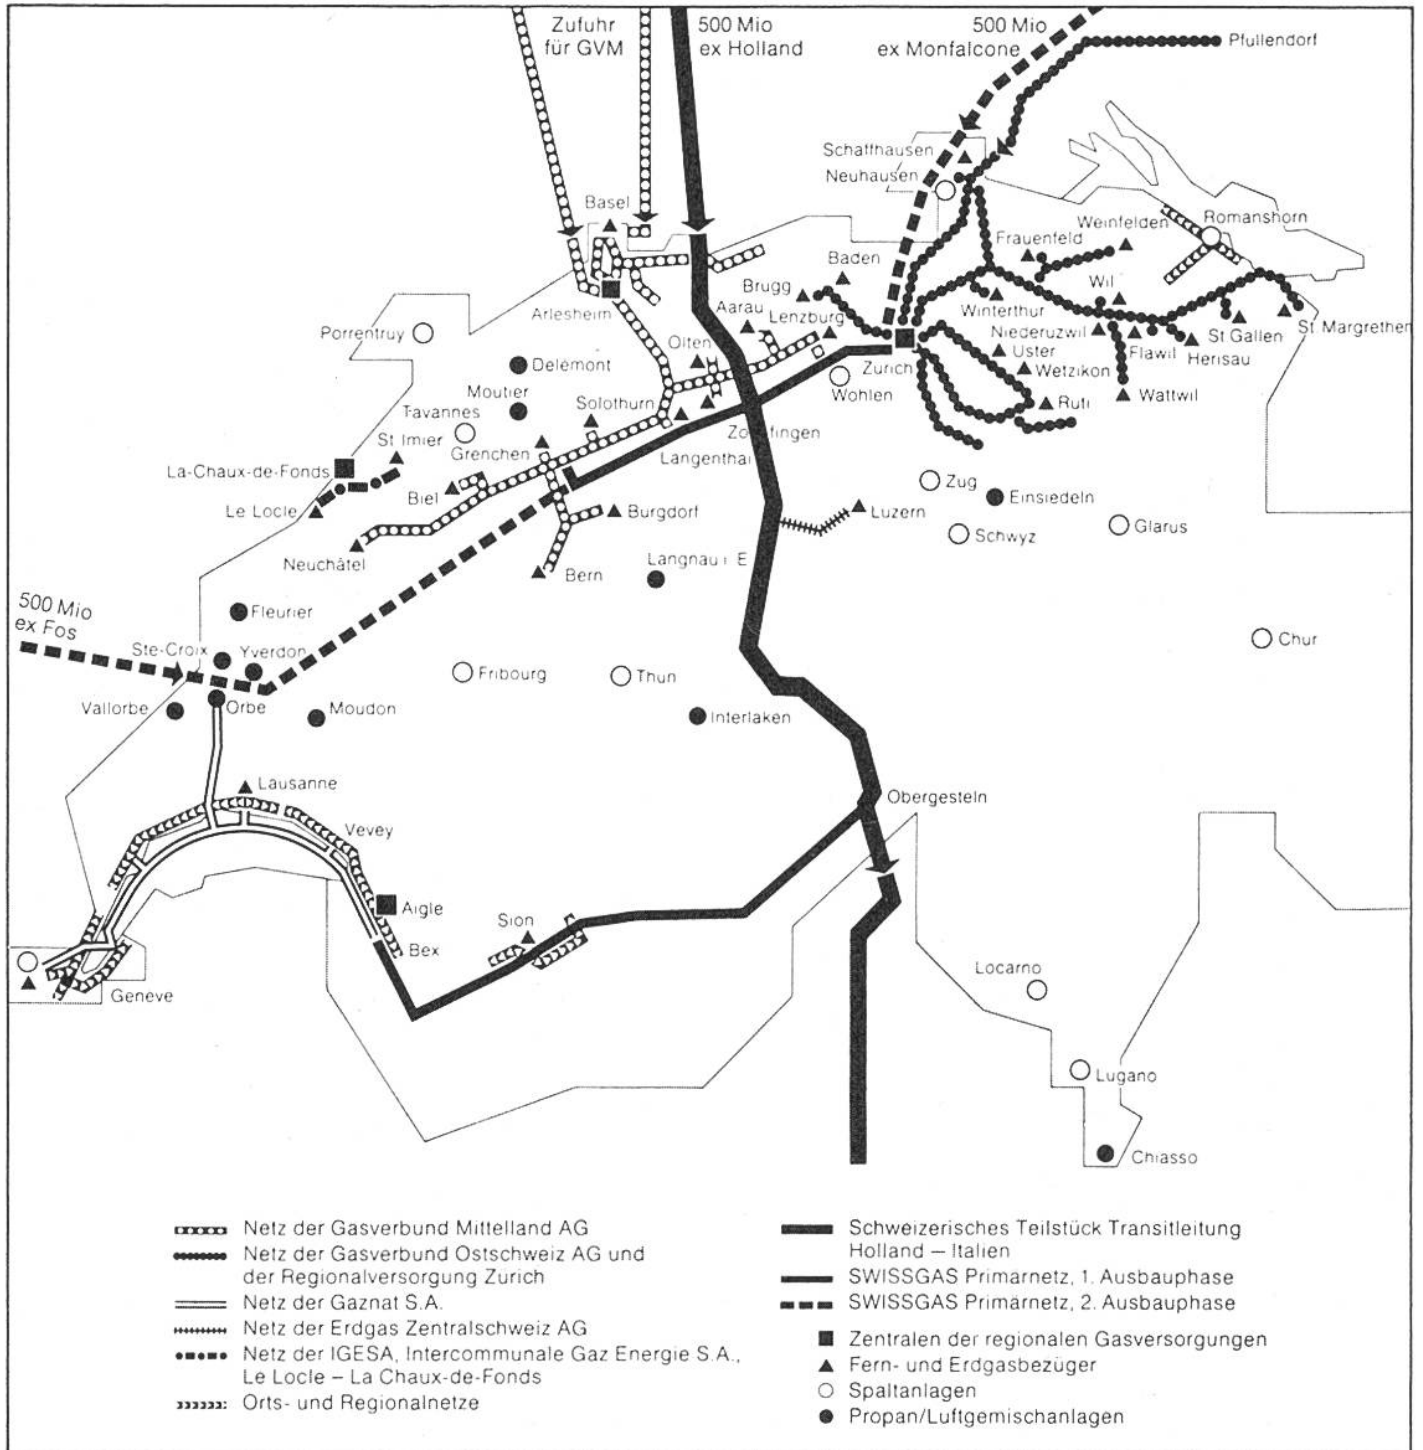 Zufuhr
für GVM
500 Mio
ex Holland
500 Mio
ex Monfalcone
Pfullendorf
Schaffhausen
Neuhausen
Basel
Weinfelden
Romanshorn
Frauenfeld
Baden
Brugg
Wil
Aarau
Winterthur
Arlesheim
Lenzburg
Niederuzwil
St Gallen
St Margrethen
Porrentruy
Olten
Uster
Flawil
Herisau
Delémont
Zürich
Wetzikon
Moutier
Wohlen
Wattwil
Tavannes
Solothurn
Rüti
St Imier
Zofingen
Grenchen
Langenthal
La-Chaux-de-Fonds
Zug
Biel
Einsiedeln
Le Locle
Burgdorf
Luzern
Glarus
Schwyz
Neuchâtel
Langnau i E
Bern
500 Mio
ex Fos
Fleurier
Ste-Croix
Yverdon
Chur
Fribourg
Thun
Vallorbe
Orbe
Moudon
Interlaken
Lausanne
Obergesteln
Vevey
Aigle
Sion
Bex
Locarno
Genève
Lugano
Chiasso
Netz der Gasverbund Mittelland AG
Netz der Gasverbund Ostschweiz AG und
der Regionalversorgung Zürich
Netz der Gaznat S.A.
Netz der Erdgas Zentralschweiz AG
Netz der IGESA, Intercommunale Gaz Energie S.A.,
Le Locle – La Chaux-de-Fonds
Orts- und Regionalnetze
Schweizerisches Teilstück Transitleitung
Holland – Italien
SWISSGAS Primärnetz, 1. Ausbauphase
SWISSGAS Primärnetz, 2. Ausbauphase
Zentralen der regionalen Gasversorgungen
Fern- und Erdgasbezüger
Spaltanlagen
Propan/Luftgemischanlagen